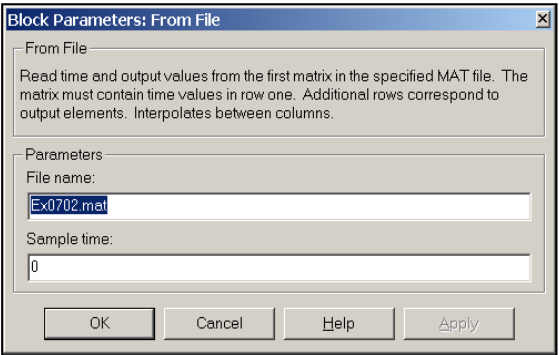 Block Parameters: From File
From File
Read time and output values from the first matrix in the specified MAT file. The
matrix must contain time values in row one. Additional rows correspond to
output elements. Interpolates between columns.
Parameters
File name:
Ex0702.mat
Sample time:
0
OK Cancel Help Apply